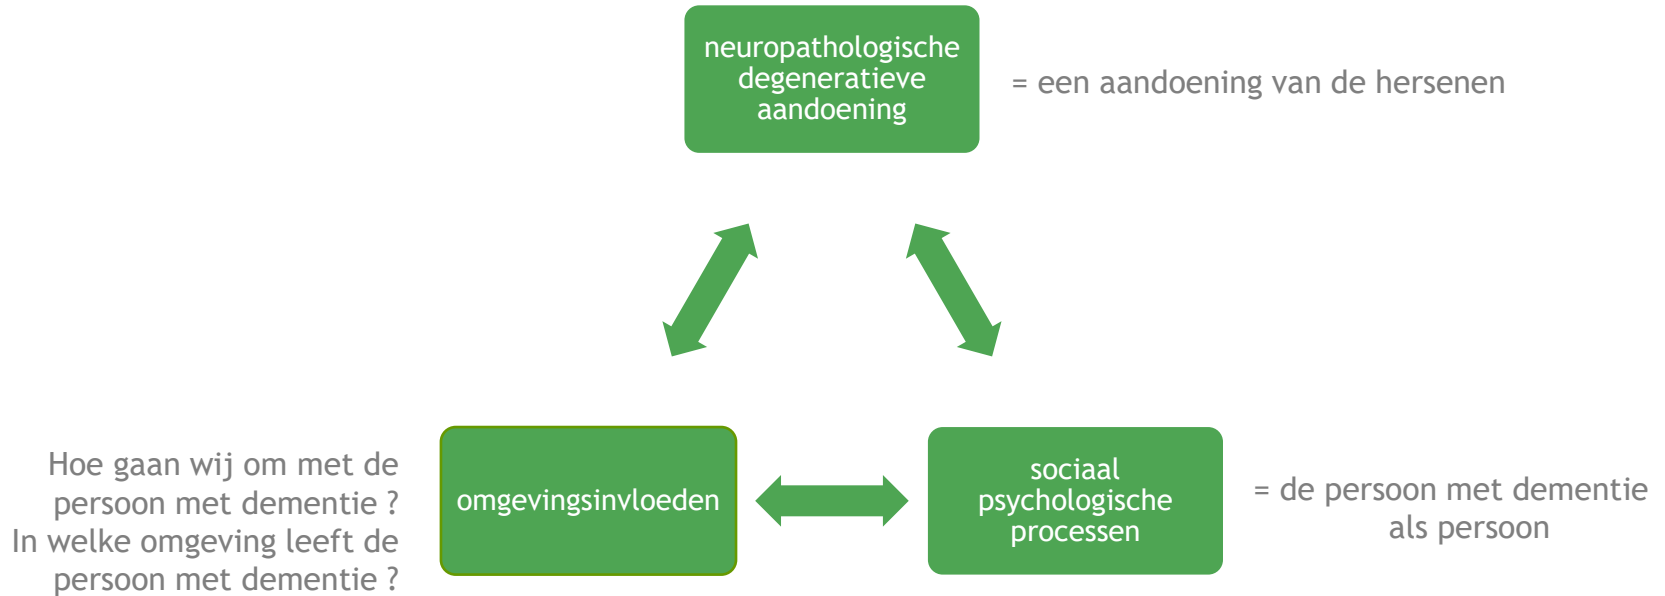 neuropathologische
degeneratieve
aandoening
= een aandoening van de hersenen
Hoe gaan wij om met de
persoon met dementie ?
In welke omgeving leeft de
persoon met dementie ?
omgevingsinvloeden
sociaal
psychologische
processen
= de persoon met dementie
als persoon